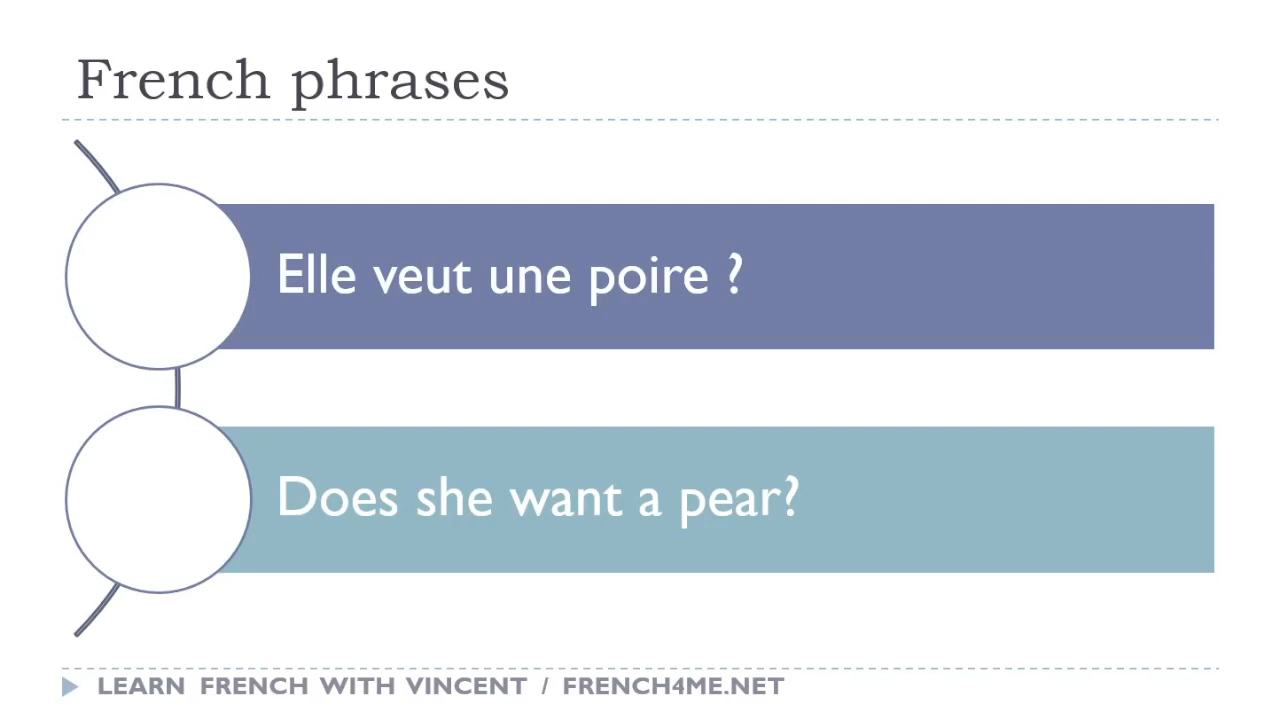 French phrases
Elle veut une poire ?
Does she want a pear?
LEARN FRENCH WITH VINCENT / FRENCH4ME.NET